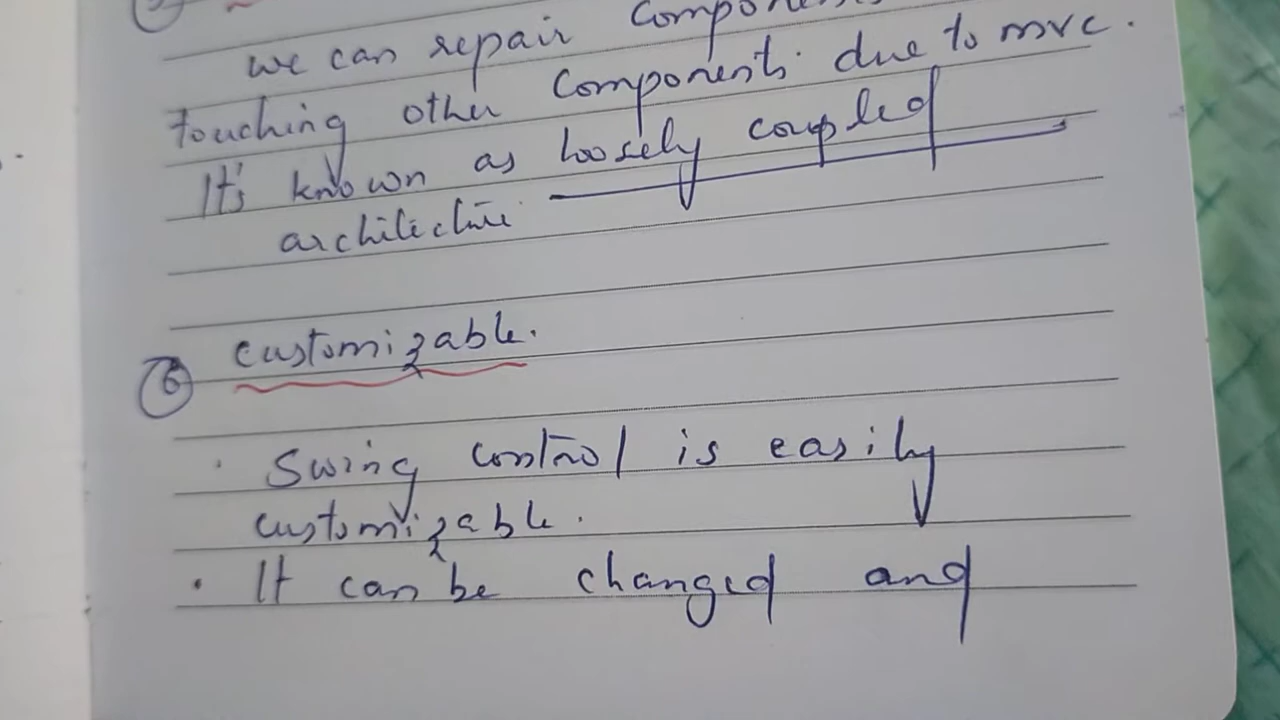 we can repair Components
touching other Components due to mvc.
It's known as loosely coupled
architecture
⑥ customizable.
· Swing control is easily
customizable.
· It can be changed and